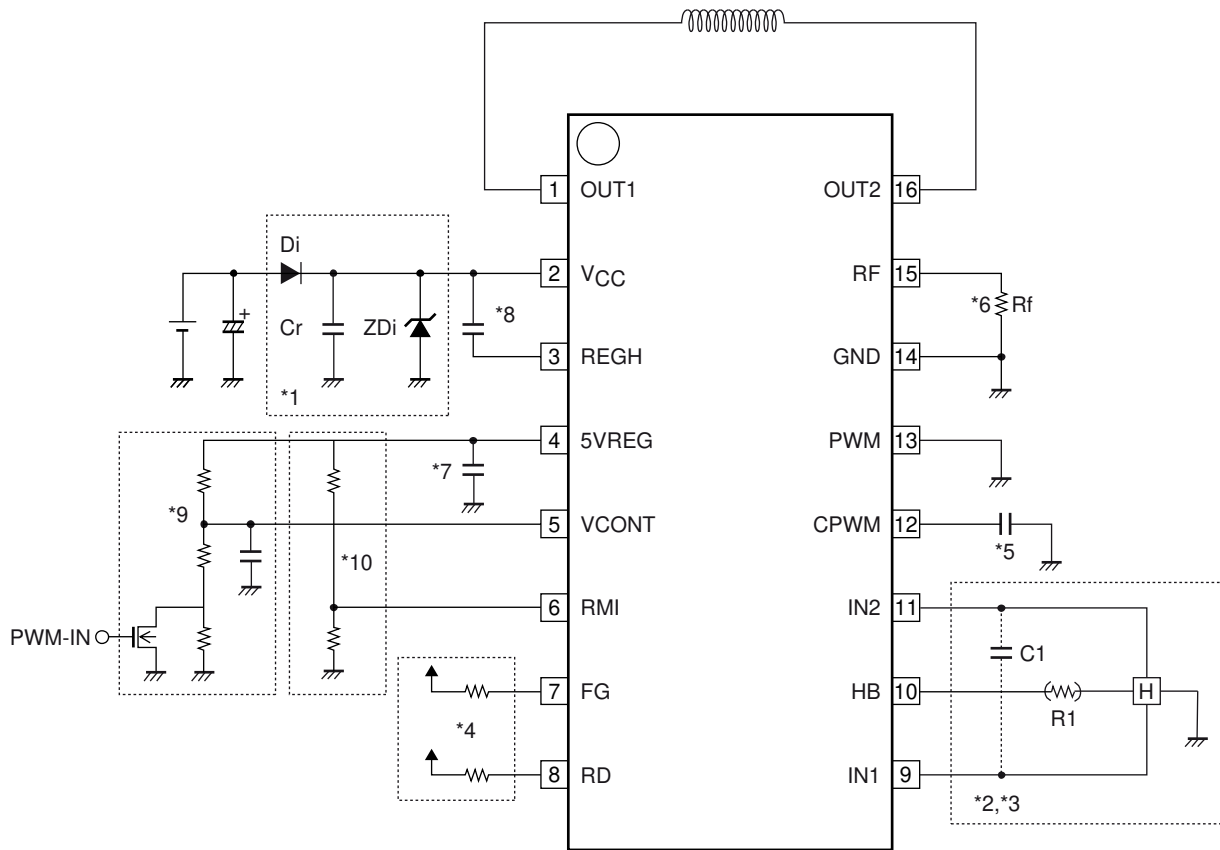 1 OUT1 OUT2 16
Di
2 VCC RF 15
+ *8 *6 Rf
Cr ZDi
3 REGH GND 14
*1
4 5VREG PWM 13
*7
*9
5 VCONT CPWM 12
*5
*10
6 RMI IN2 11
PWM-IN
C1
7 FG HB 10 H
R1
*4
8 RD IN1 9
*2,*3